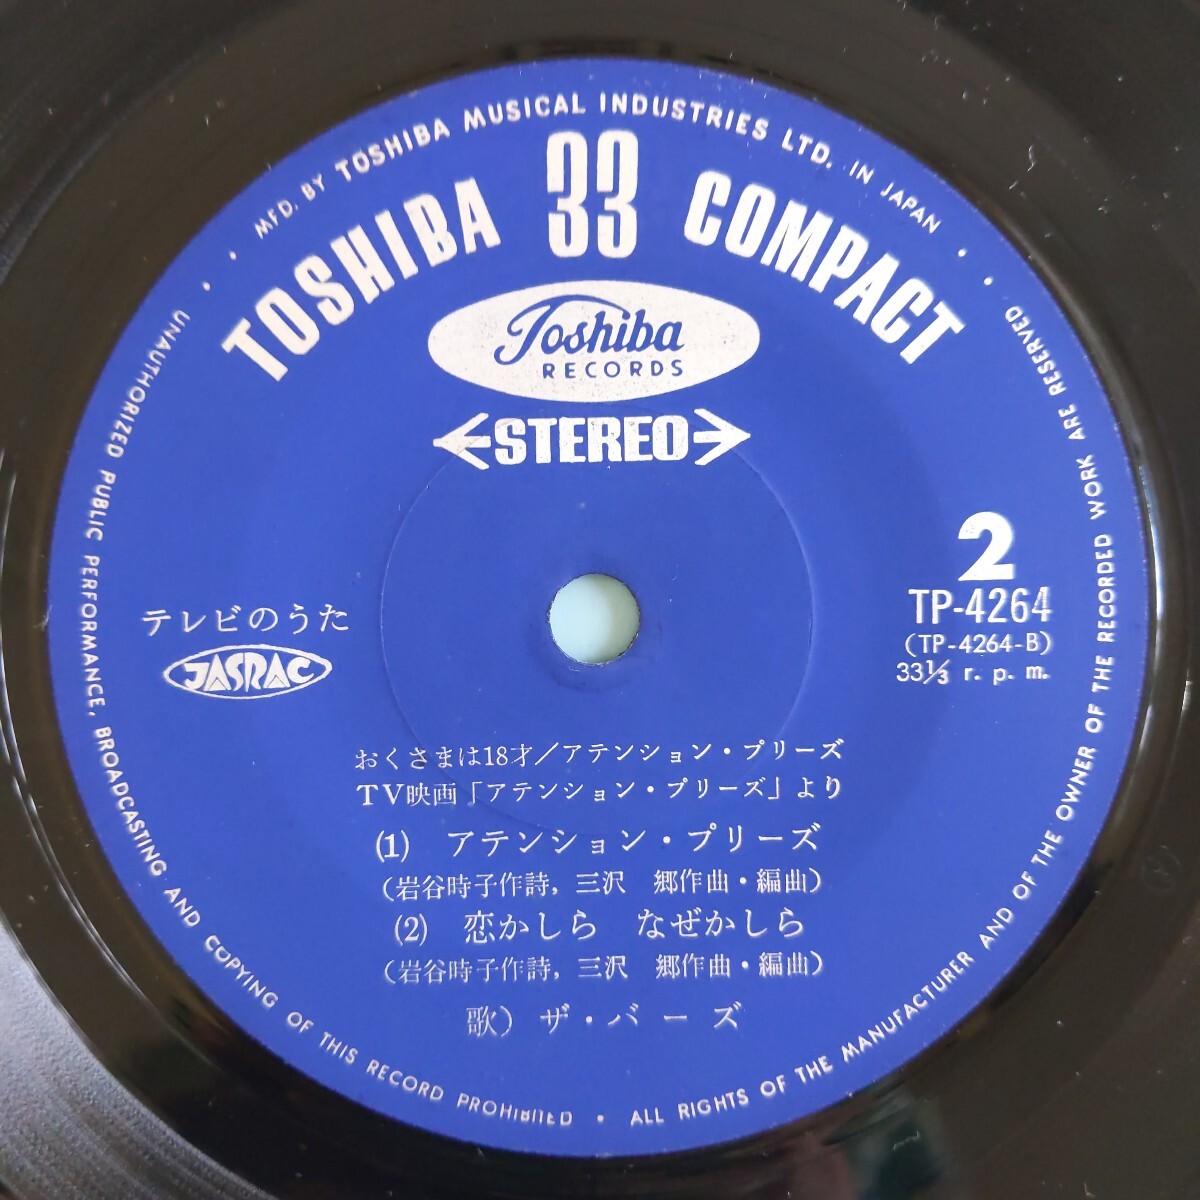 MFD. BY TOSHIBA MUSICAL INDUSTRIES LTD. IN JAPAN
TOSHIBA 33 COMPACT
Toshiba
RECORDS
STEREO
2
TP-4264
(TP-4264-B)
33⅓ r. p. m.
テレビのうた
JASRAC
おくさまは18才/アテンション・プリーズ
TV映画「アテンション・プリーズ」より
(1) アテンション・プリーズ
(岩谷時子作詩, 三沢 郷作曲・編曲)
(2) 恋かしら なぜかしら
(岩谷時子作詩, 三沢 郷作曲・編曲)
歌) ザ・バーズ
UNAUTHORIZED PUBLIC PERFORMANCE, BROADCASTING AND COPYING OF THIS RECORD PROHIBITED • ALL RIGHTS OF THE MANUFACTURER AND OF THE OWNER OF THE RECORDED WORK ARE RESERVED